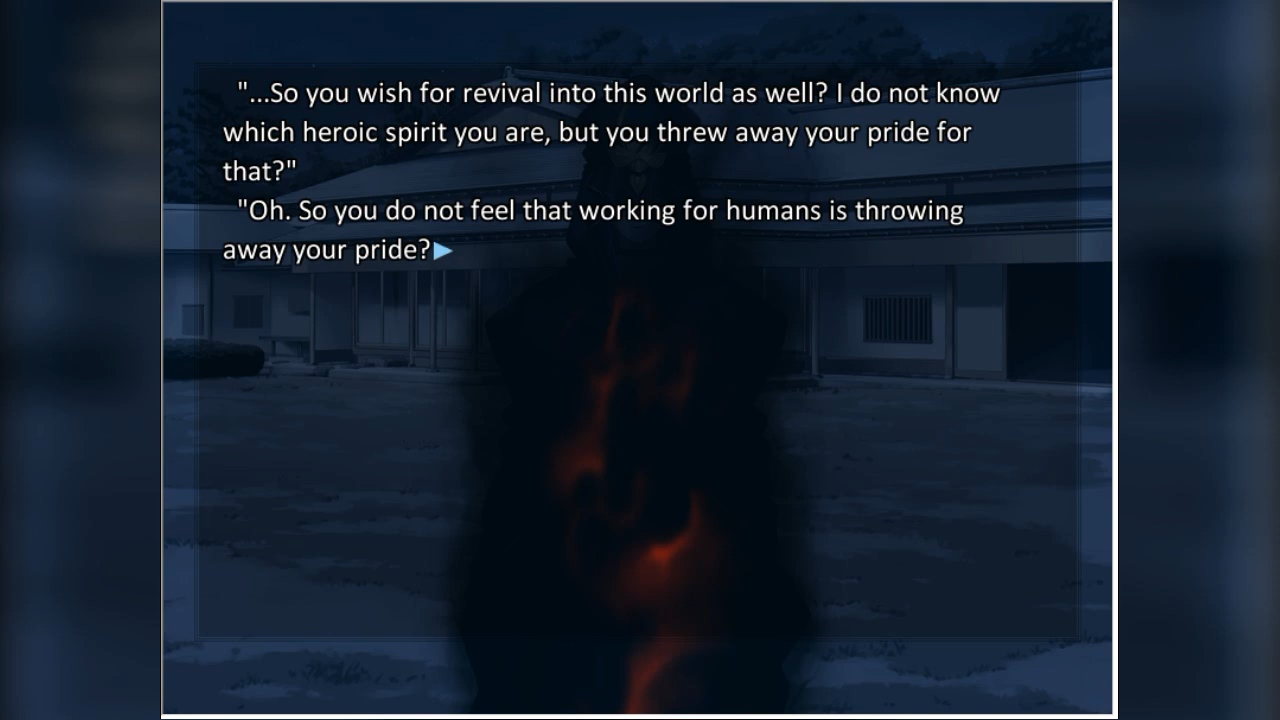 "...So you wish for revival into this world as well? I do not know
which heroic spirit you are, but you threw away your pride for
that?"
"Oh. So you do not feel that working for humans is throwing
away your pride?